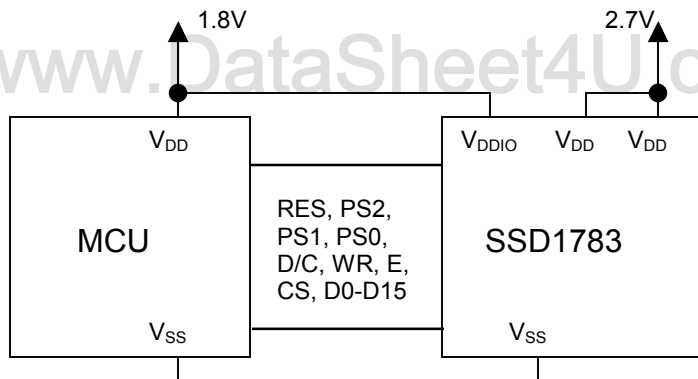 1.8V
2.7V
www.DataSheet4U.c
VDD
VDDIO
VDD
VDD
MCU
RES, PS2,
PS1, PS0,
D/C, WR, E,
CS, D0-D15
SSD1783
VSS
VSS